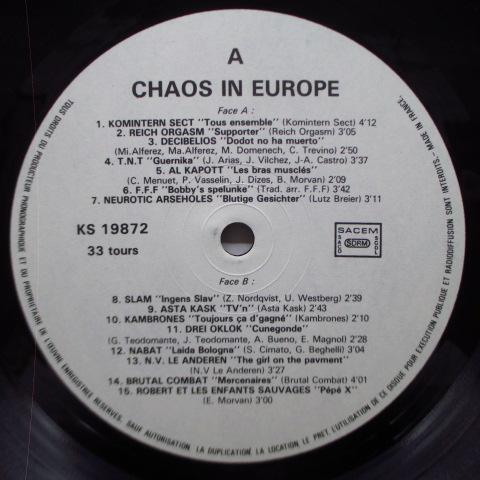 A
CHAOS IN EUROPE
Face A :
1. KOMINTERN SECT "Tous ensemble" (Komintern Sect) 4'12
2. REICH ORGASM "Supporter" (Reich Orgasm) 3'05
3. DECIBELIOS "Dodot no ha muerto"
(Mi.Alferez, Ma.Alferez, M. Domenech, C. Trevino) 2'50
4. T.N.T "Guernika" (J. Arias, J. Vilchez, J-A. Castro) 3'37
5. AL KAPOTT "Les bras musclés"
(C. Menuet, P. Vasselin, J. Dizes, B. Morvan) 2'09
6. F.F.F "Bobby's spelunke" (Trad. arr. F.F.F) 3'42
7. NEUROTIC ARSEHOLES "Blutige Gesichter" (Lutz Breier) 3'11
KS 19872
33 tours
SACEM
SACD SDRM SGDL
Face B :
8. SLAM "Ingens Slav" (Z. Nordqvist, U. Westberg) 2'39
9. ASTA KASK "TV'n" (Asta Kask) 2'43
10. KAMBRONES "Toujours ça d'gagné" (Kambrones) 2'10
11. DREI OKLOK "Cunegonde"
(G. Teodomante, J. Teodomante, A. Bueno, E. Magnol) 2'28
12. NABAT "Laida Bologna" (S. Cimato, G. Beghelli) 3'04
13. N.V. LE ANDEREN "The girl on the pavment"
(N.V Le Anderen) 3'27
14. BRUTAL COMBAT "Mercenaires" (Brutal Combat) 4'01
15. ROBERT ET LES ENFANTS SAUVAGES "Pépé X"
(E. Morvan) 3'00
TOUS DROITS DU PRODUCTEUR PHONOGRAPHIQUE ET DU PROPRIETAIRE DE L'ŒUVRE ENREGISTREE RESERVES. SAUF AUTORISATION LA DUPLICATION, LA LOCATION, LE PRET, L'UTILISATION DE CE DISQUE POUR EXECUTION PUBLIQUE ET RADIODIFFUSION SONT INTERDITS. - MADE IN FRANCE.